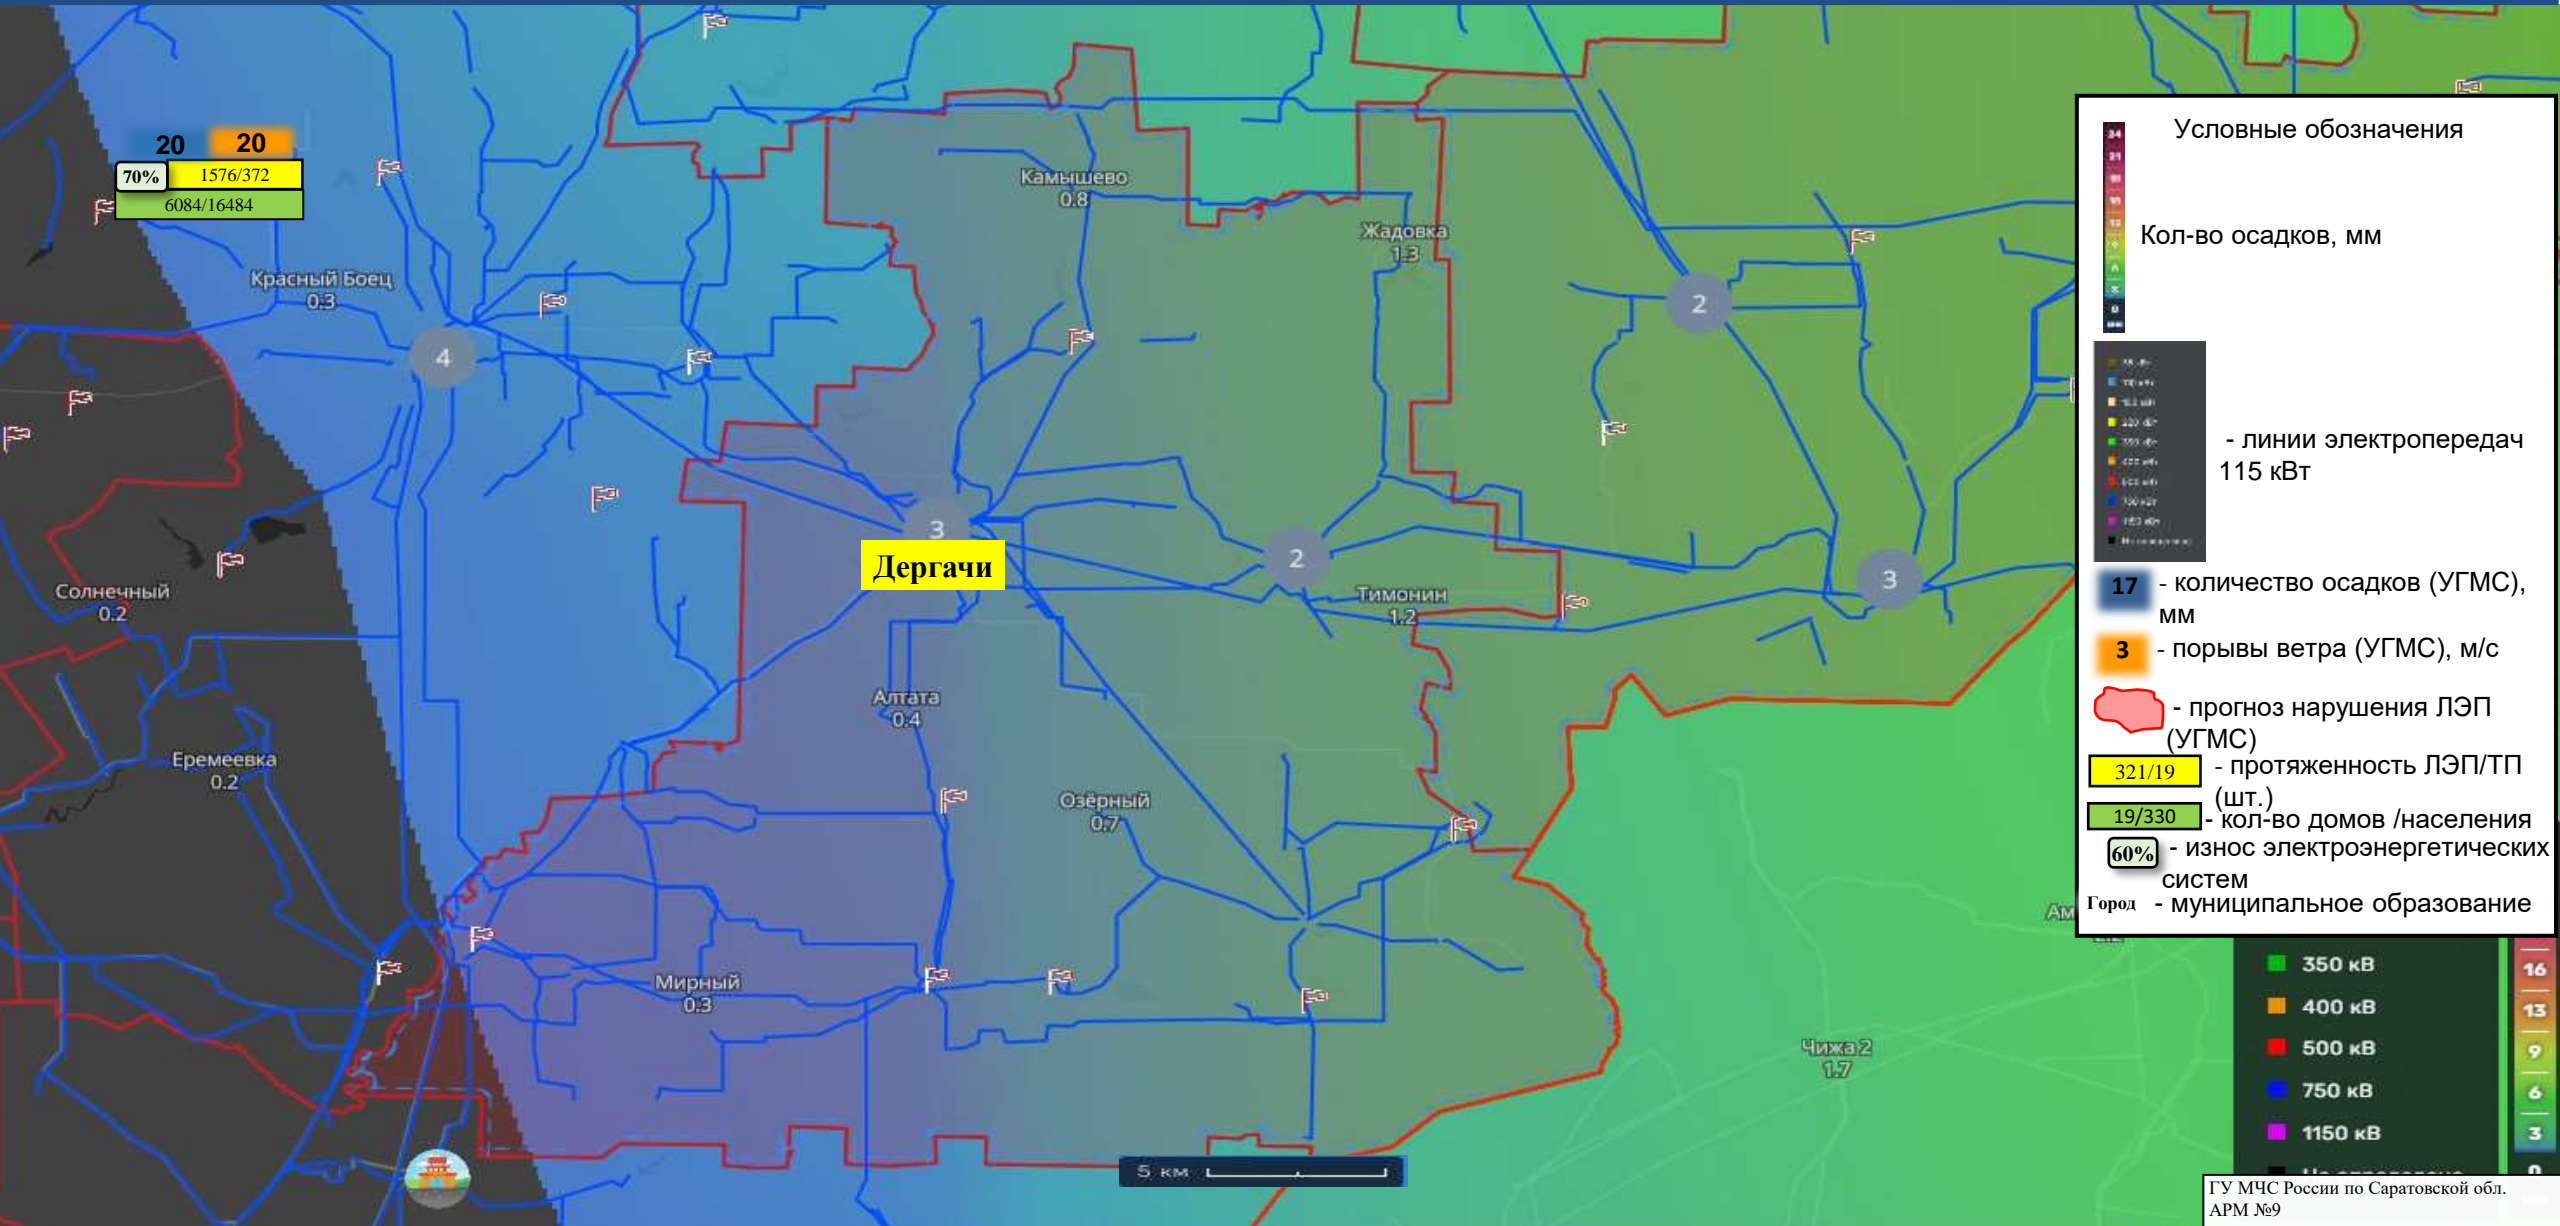 20 20
70% 1576/372
6084/16484
Красный Боец
0.3
4
Камышево
0.8
Жадовка
1.3
2
3
Дергачи
2
Тимонин
1.2
3
Солнечный
0.2
Еремеевка
0.2
Алтата
0.4
Озёрный
0.7
Мирный
0.3
Чижа 2
1.7
5 км
Условные обозначения
Кол-во осадков, мм
- линии электропередач
115 кВт
17 - количество осадков (УГМС),
мм
3 - порывы ветра (УГМС), м/с
- прогноз нарушения ЛЭП
(УГМС)
321/19 - протяженность ЛЭП/ТП
(шт.)
19/330 - кол-во домов /населения
60% - износ электроэнергетических
систем
Город - муниципальное образование
350 кВ
400 кВ
500 кВ
750 кВ
1150 кВ
16
13
9
6
3
0
ГУ МЧС России по Саратовской обл.
АРМ №9